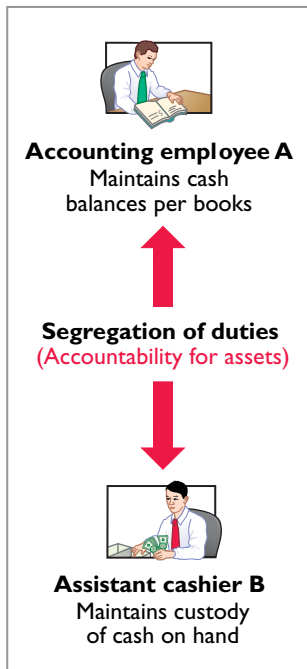 Accounting employee A
Maintains cash
balances per books
Segregation of duties
(Accountability for assets)
Assistant cashier B
Maintains custody
of cash on hand